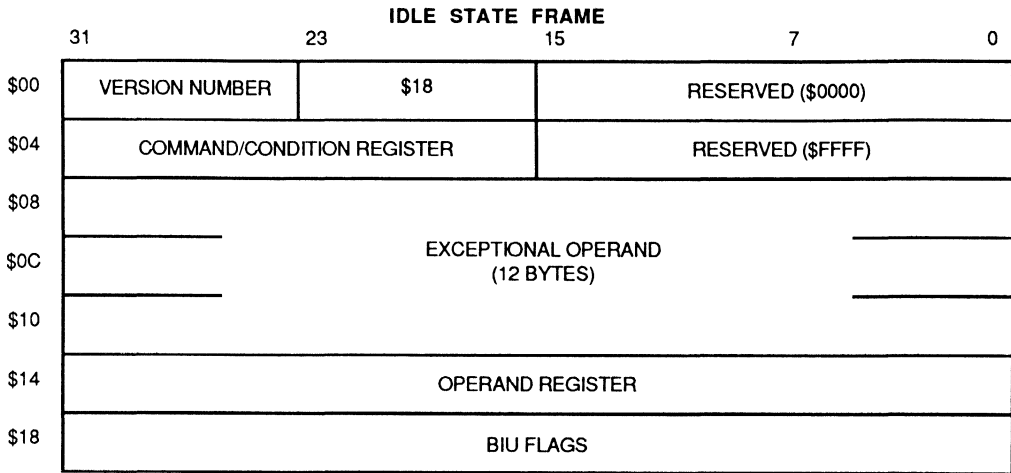 IDLE STATE FRAME
31 23 15 7 0
$00 VERSION NUMBER $18 RESERVED ($0000)
$04 COMMAND/CONDITION REGISTER RESERVED ($FFFF)
$08
$0C EXCEPTIONAL OPERAND
(12 BYTES)
$10
$14 OPERAND REGISTER
$18 BIU FLAGS